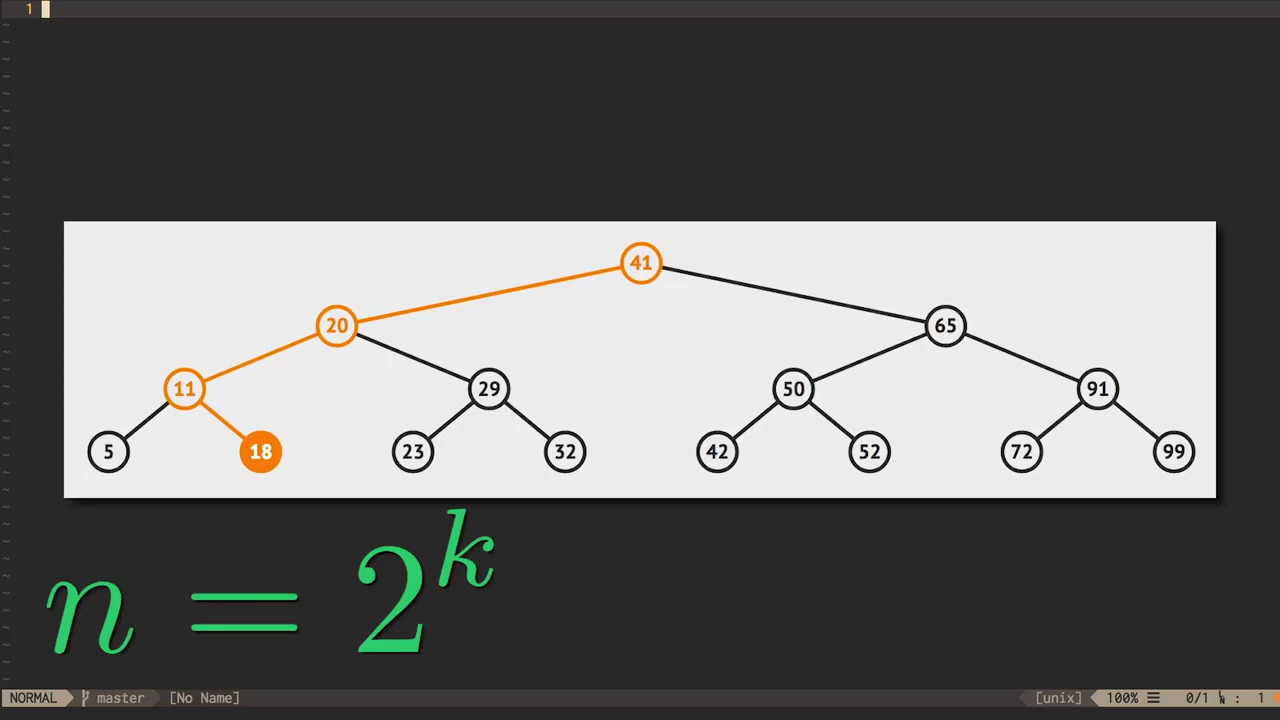 1
41
20 65
11 29 50 91
5 18 23 32 42 52 72 99
n = 2^k
NORMAL master [No Name] [unix] 100% ☰ 0/1 ㏑ : 1